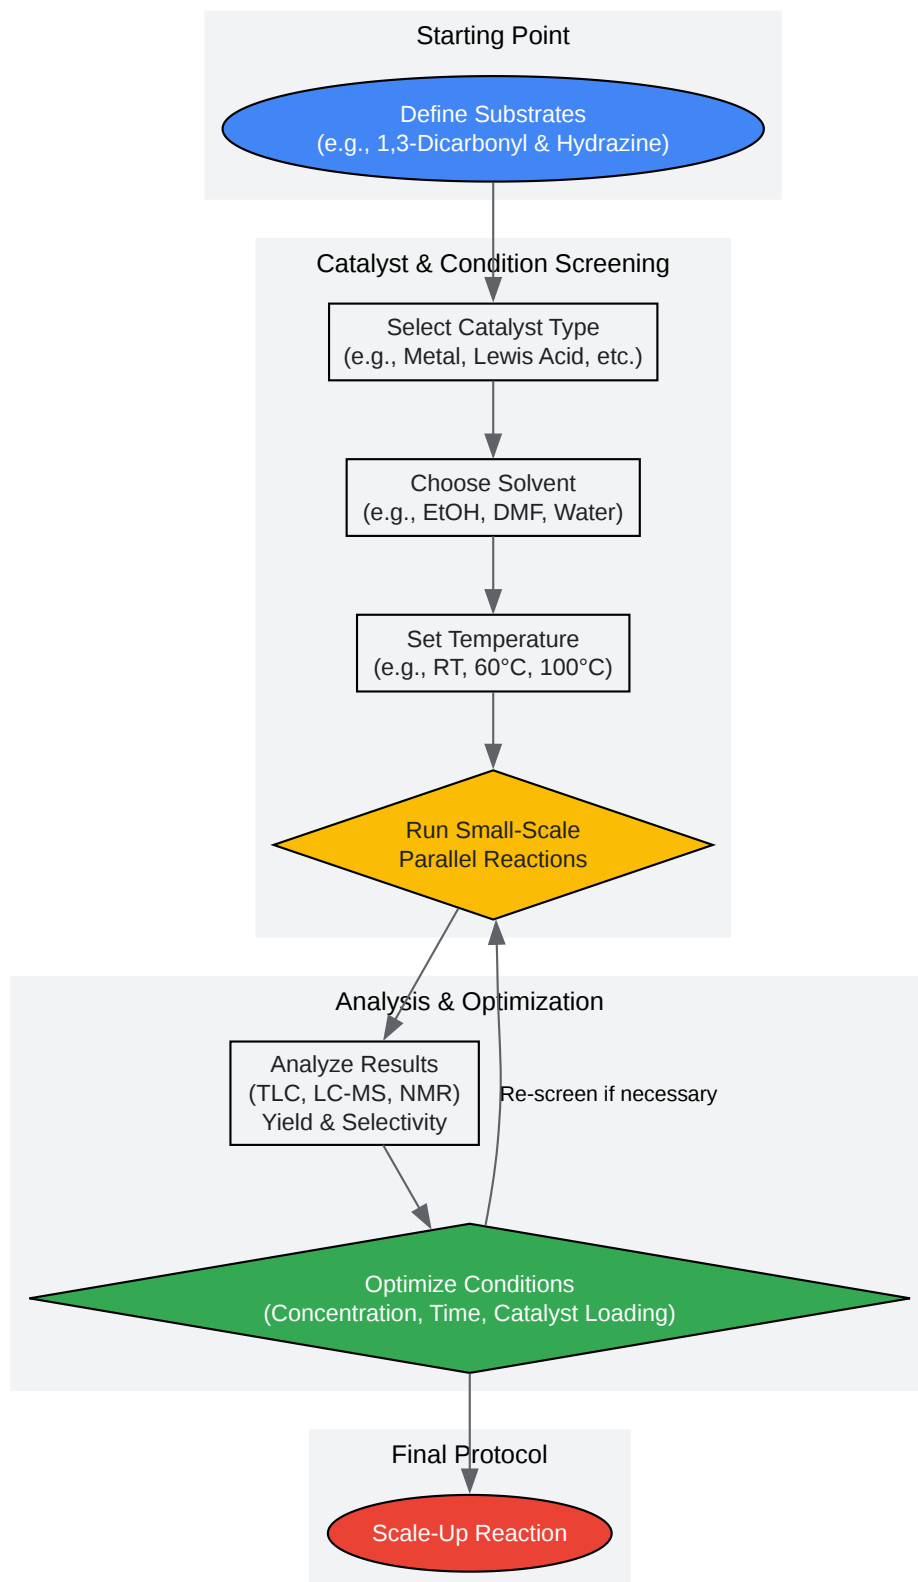 Starting Point
Define Substrates
(e.g., 1,3-Dicarbonyl & Hydrazine)
Catalyst & Condition Screening
Select Catalyst Type
(e.g., Metal, Lewis Acid, etc.)
Choose Solvent
(e.g., EtOH, DMF, Water)
Set Temperature
(e.g., RT, 60°C, 100°C)
Run Small-Scale
Parallel Reactions
Analysis & Optimization
Analyze Results
(TLC, LC-MS, NMR)
Yield & Selectivity
Re-screen if necessary
Optimize Conditions
(Concentration, Time, Catalyst Loading)
Final Protocol
Scale-Up Reaction